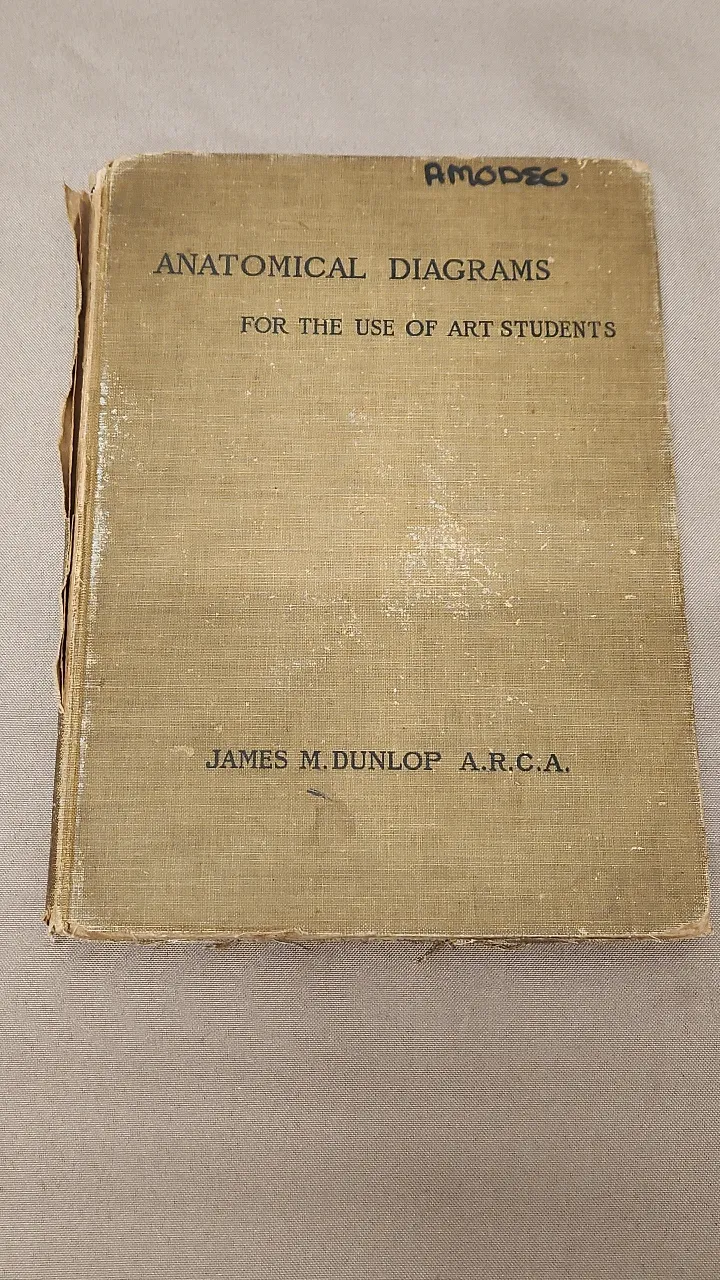 AMODEO
ANATOMICAL DIAGRAMS
FOR THE USE OF ART STUDENTS
JAMES M. DUNLOP A.R.C.A.